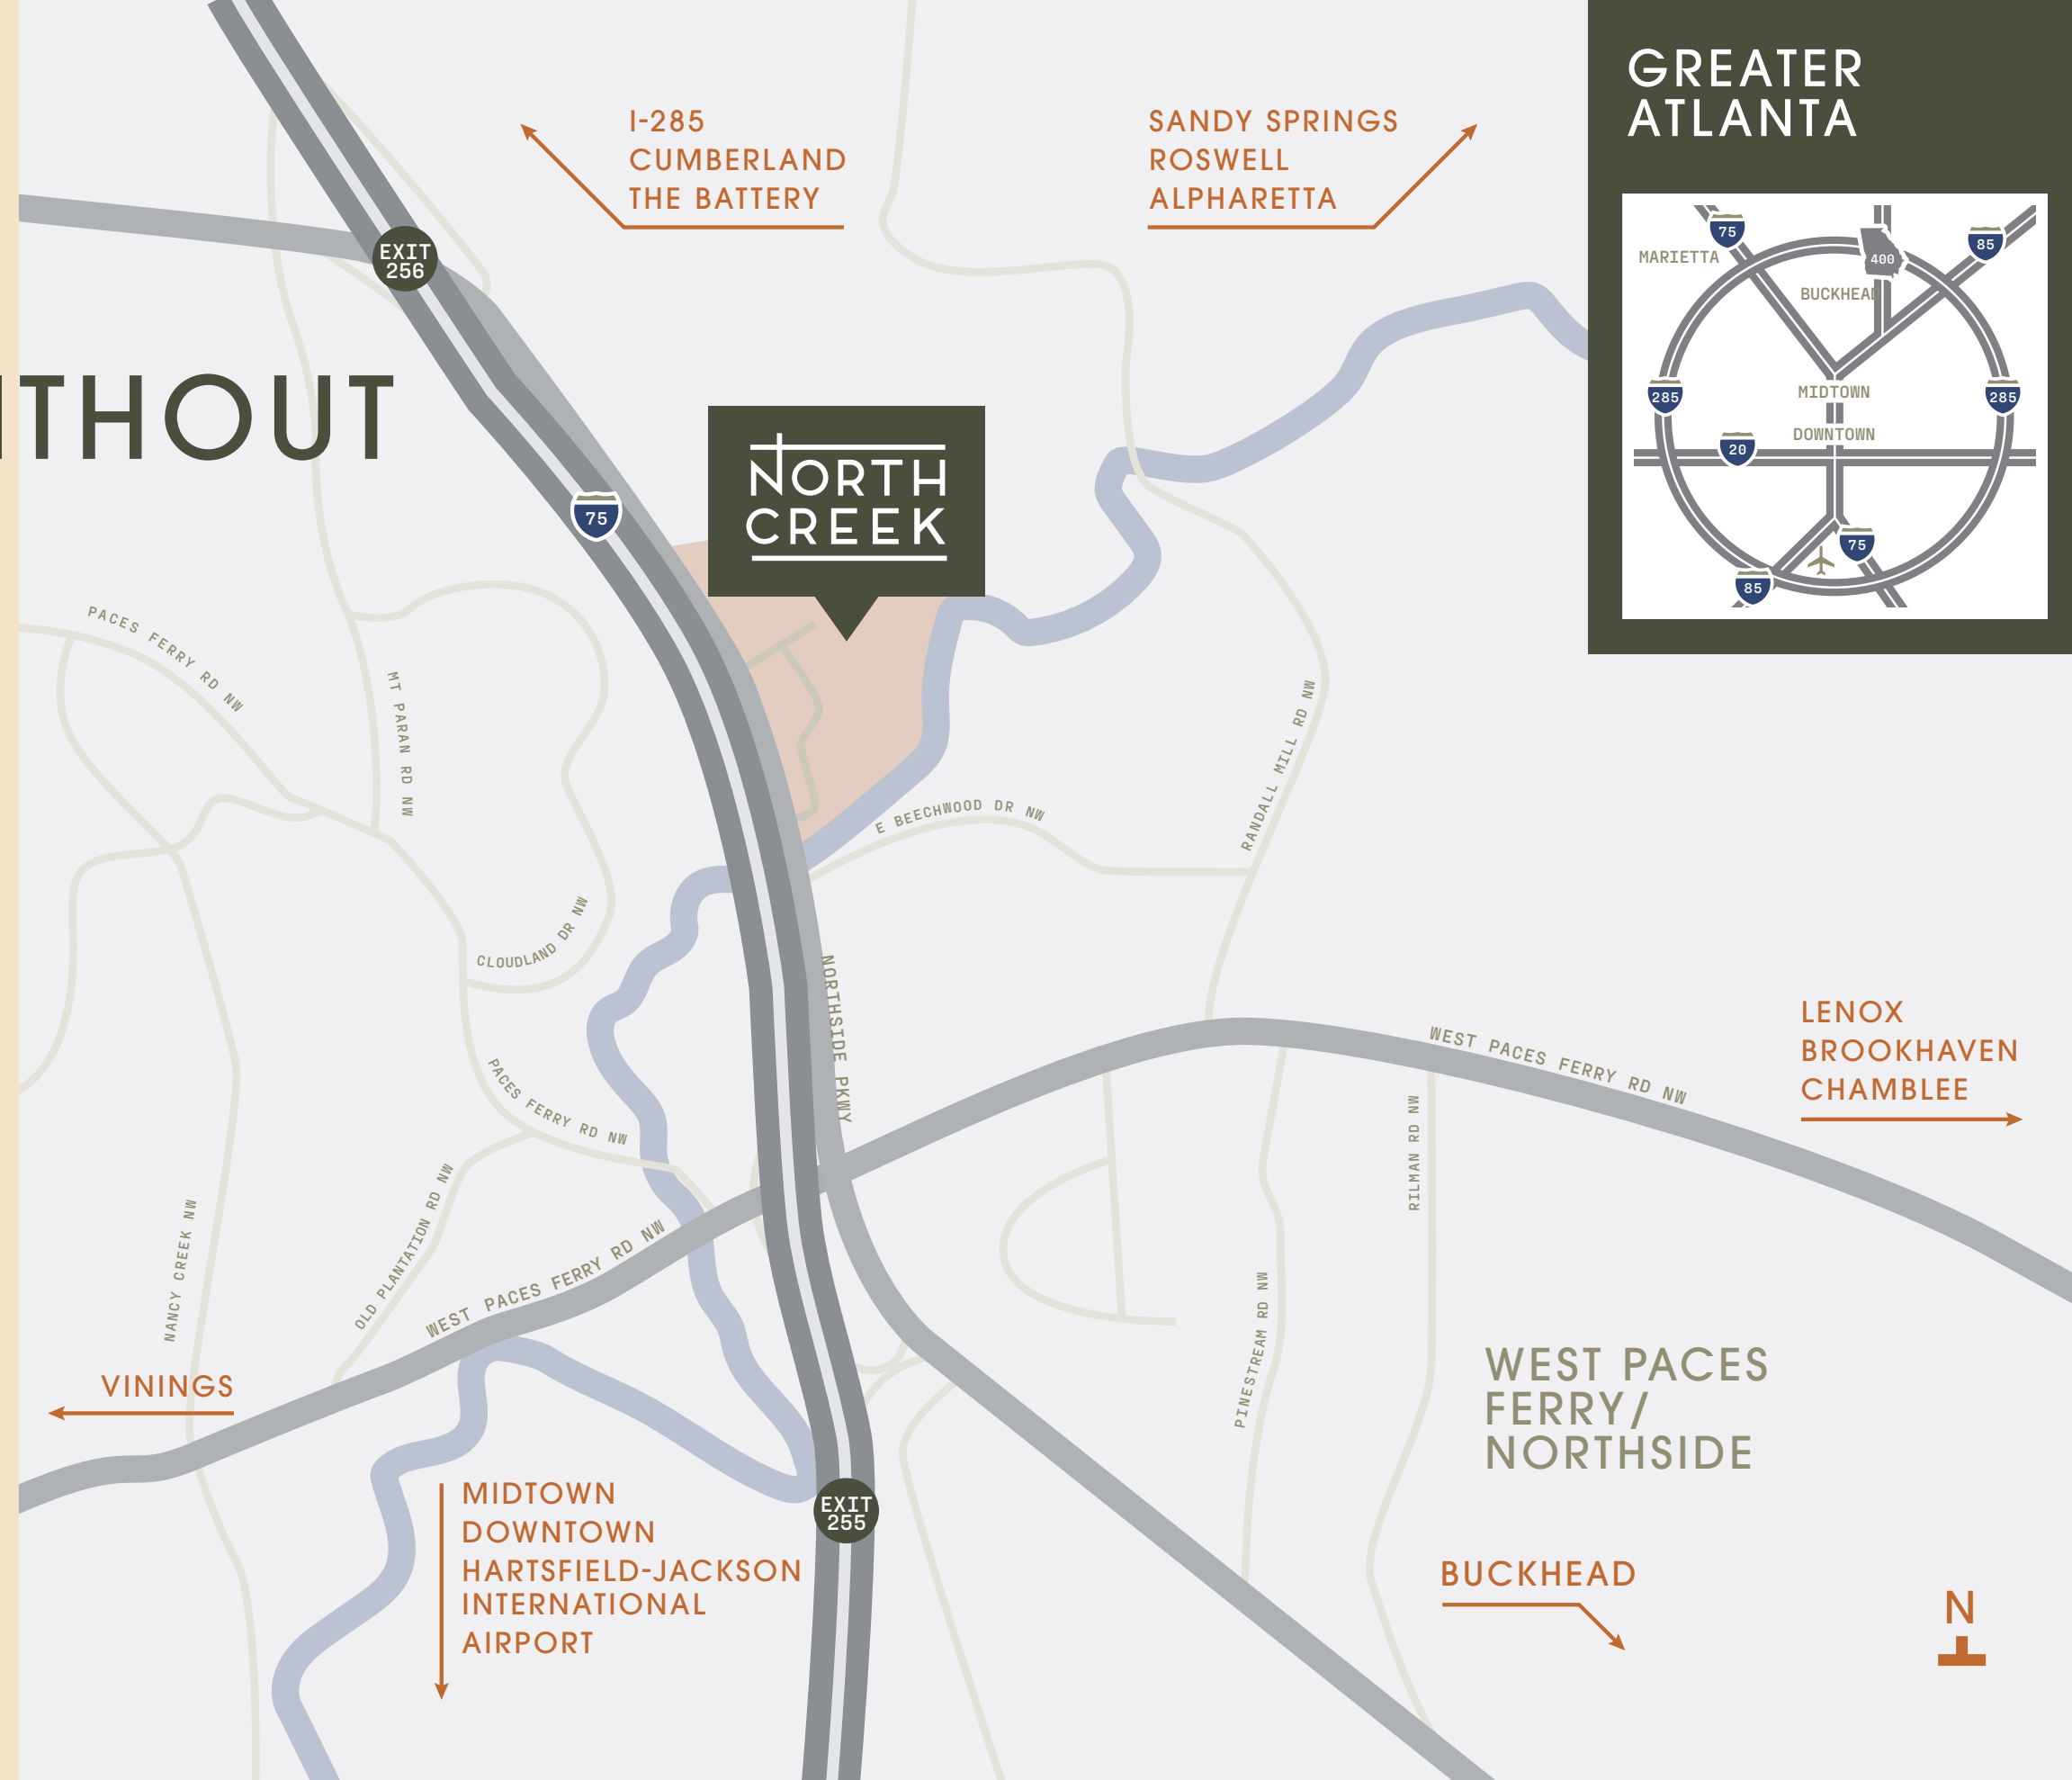 I-285
CUMBERLAND
THE BATTERY
SANDY SPRINGS
ROSWELL
ALPHARETTA
GREATER
ATLANTA
75
85
400
MARIETTA
BUCKHEAD
285
MIDTOWN
285
DOWNTOWN
20
75
85
EXIT
256
THOUT
NORTH
CREEK
75
PACES FERRY RD NW
MT PARAN RD NW
RANDALL MILL RD NW
E BEECHWOOD DR NW
CLOUDLAND DR NW
NORTHSIDE PKWY
LENOX
BROOKHAVEN
CHAMBLEE
WEST PACES FERRY RD NW
PACES FERRY RD NW
RILMAN RD NW
OLD PLANTATION RD NW
NANCY CREEK NW
WEST PACES FERRY RD NW
PINESTREAM RD NW
VININGS
WEST PACES
FERRY/
NORTHSIDE
MIDTOWN
DOWNTOWN
HARTSFIELD-JACKSON
INTERNATIONAL
AIRPORT
EXIT
255
BUCKHEAD
N